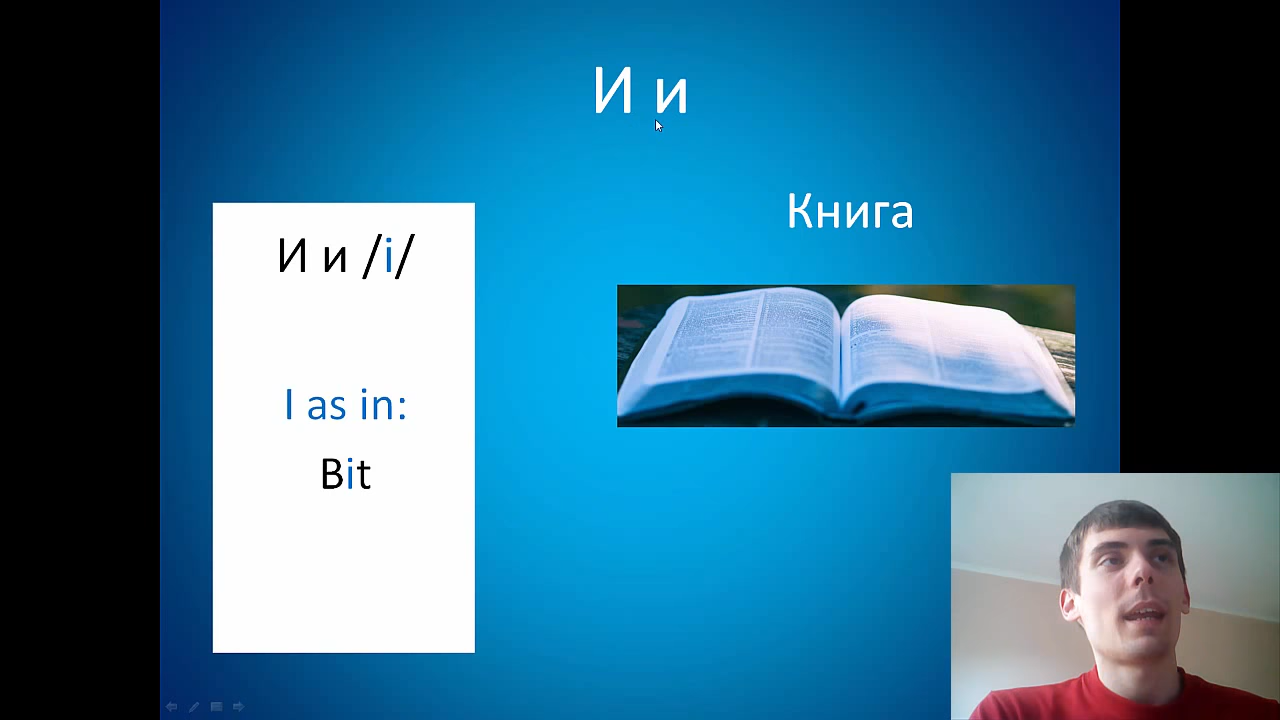 И и
Книга
И и /i/
I as in:
Bit